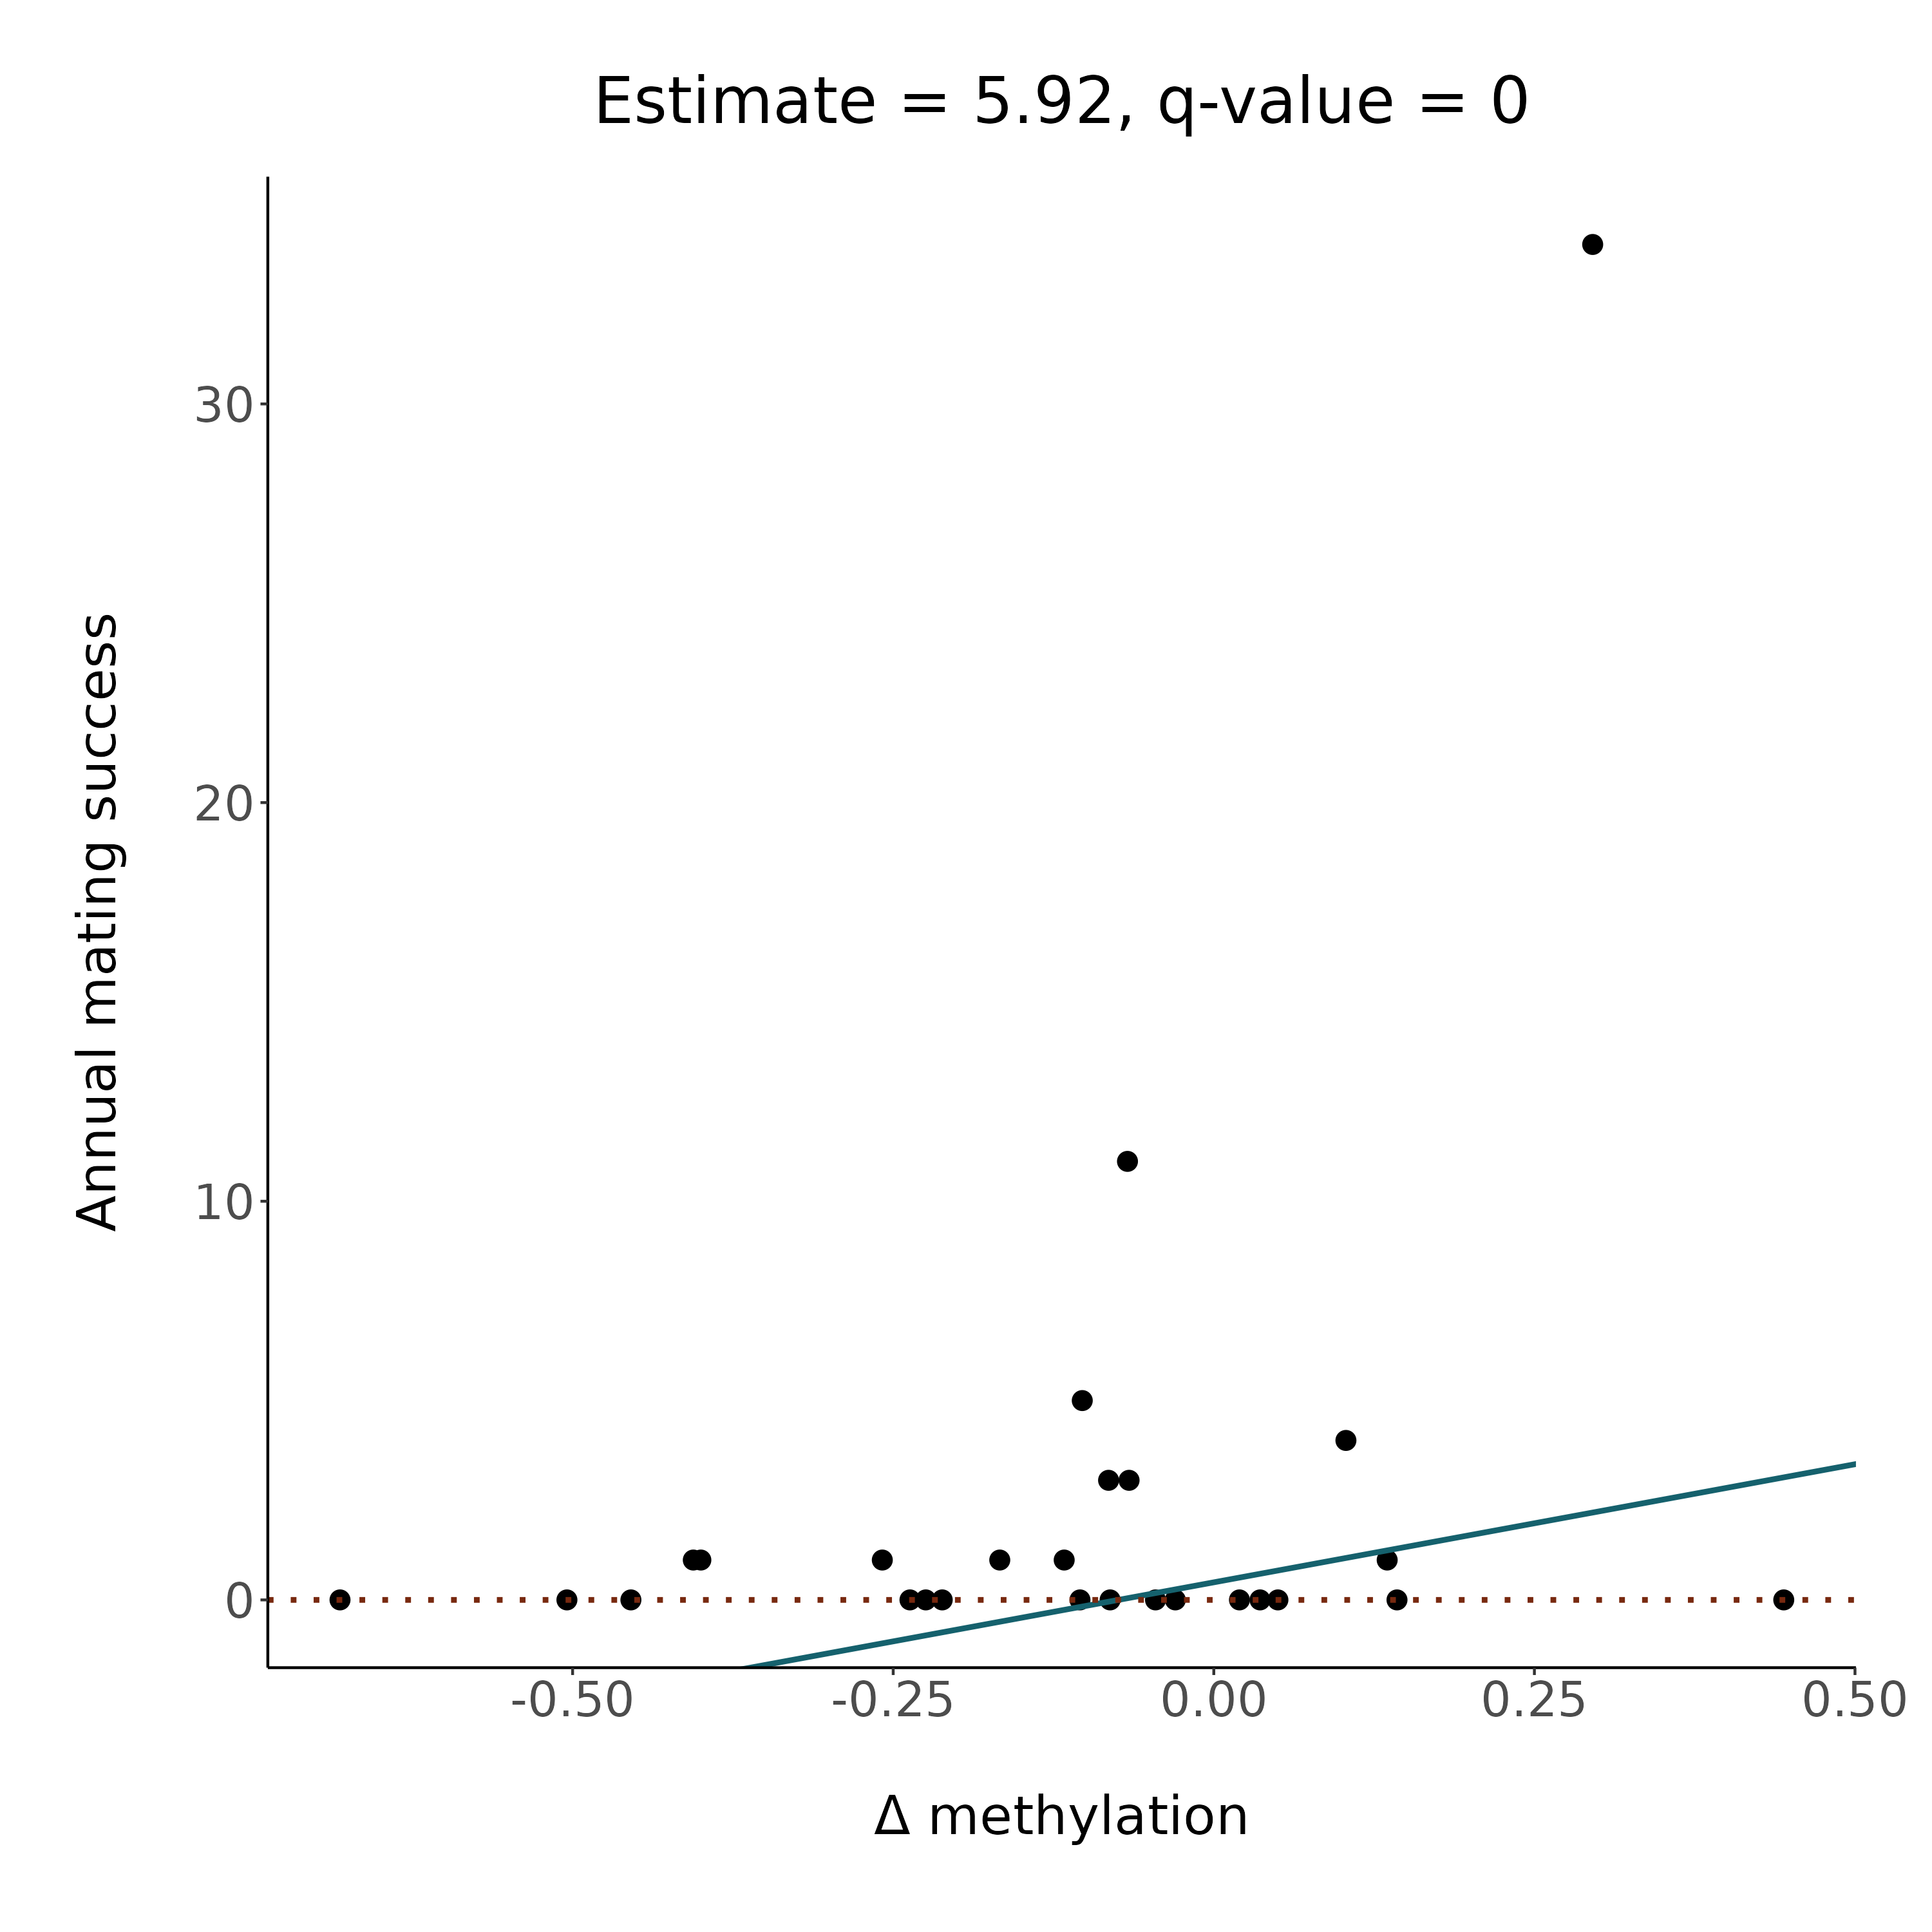 Estimate = 5.92, q-value = 0
Annual mating success
30
20
10
0
-0.50 -0.25 0.00 0.25 0.50
Δ methylation